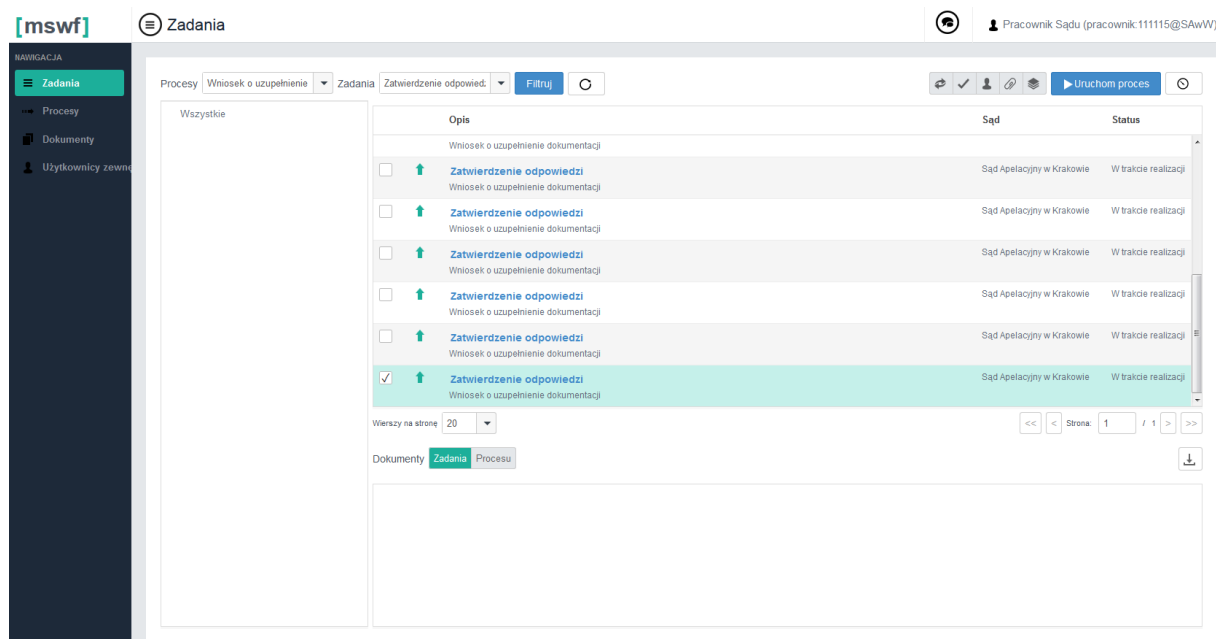 [mswf]
Zadania
Pracownik Sądu (pracownik.111115@SAwW)
NAWIGACJA
Zadania
Procesy
Dokumenty
Użytkownicy zewnę
Procesy Wniosek o uzupełnienie Zadania Zatwierdzenie odpowiedz Filtruj Uruchom proces
Wszystkie
Opis Sąd Status
Wniosek o uzupełnienie dokumentacji
Zatwierdzenie odpowiedzi Sąd Apelacyjny w Krakowie W trakcie realizacji
Wniosek o uzupełnienie dokumentacji
Zatwierdzenie odpowiedzi Sąd Apelacyjny w Krakowie W trakcie realizacji
Wniosek o uzupełnienie dokumentacji
Zatwierdzenie odpowiedzi Sąd Apelacyjny w Krakowie W trakcie realizacji
Wniosek o uzupełnienie dokumentacji
Zatwierdzenie odpowiedzi Sąd Apelacyjny w Krakowie W trakcie realizacji
Wniosek o uzupełnienie dokumentacji
Zatwierdzenie odpowiedzi Sąd Apelacyjny w Krakowie W trakcie realizacji
Wniosek o uzupełnienie dokumentacji
Zatwierdzenie odpowiedzi Sąd Apelacyjny w Krakowie W trakcie realizacji
Wniosek o uzupełnienie dokumentacji
Wierszy na stronę 20 << < Strona: 1 / 1 > >>
Dokumenty Zadania Procesu